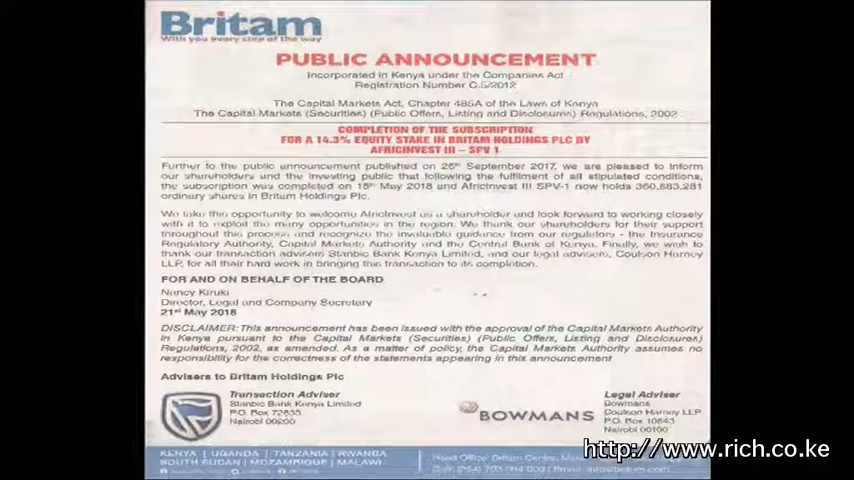 Britam
With you every step of the way
PUBLIC ANNOUNCEMENT
Incorporated in Kenya under the Companies Act
Registration Number C.5/2012
The Capital Markets Act, Chapter 485A of the Laws of Kenya
The Capital Markets (Securities) (Public Offers, Listing and Disclosures) Regulations, 2002
COMPLETION OF THE SUBSCRIPTION
FOR A 14.3% EQUITY STAKE IN BRITAM HOLDINGS PLC BY
AFRICINVEST III – SPV 1
Further to the public announcement published on 25th September 2017, we are pleased to inform
our shareholders and the investing public that following the fulfilment of all stipulated conditions,
the subscription was completed on 18th May 2018 and AfricInvest III SPV-1 now holds 360,883,281
ordinary shares in Britam Holdings Plc.
We take this opportunity to welcome AfricInvest as a shareholder and look forward to working closely
with it to exploit the many opportunities in the region. We thank our shareholders for their support
throughout this process and recognize the invaluable guidance from our regulators - the Insurance
Regulatory Authority, Capital Markets Authority and the Central Bank of Kenya. Finally, we wish to
thank our transaction advisers Stanbic Bank Kenya Limited, and our legal advisers, Coulson Harney
LLP, for all their hard work in bringing this transaction to its completion.
FOR AND ON BEHALF OF THE BOARD
Nancy Kiruki
Director, Legal and Company Secretary
21st May 2018
DISCLAIMER: This announcement has been issued with the approval of the Capital Markets Authority
in Kenya pursuant to the Capital Markets (Securities) (Public Offers, Listing and Disclosures)
Regulations, 2002, as amended. As a matter of policy, the Capital Markets Authority assumes no
responsibility for the correctness of the statements appearing in this announcement
Advisers to Britam Holdings Plc
Transaction Adviser
Stanbic Bank Kenya Limited
P.O. Box 72833
Nairobi 00200
BOWMANS
Legal Adviser
Bowmans
Coulson Harney LLP
P.O. Box 10643
Nairobi 00100
KENYA | UGANDA | TANZANIA | RWANDA
SOUTH SUDAN | MOZAMBIQUE | MALAWI
Head Office: Britam Centre,
http://www.rich.co.ke